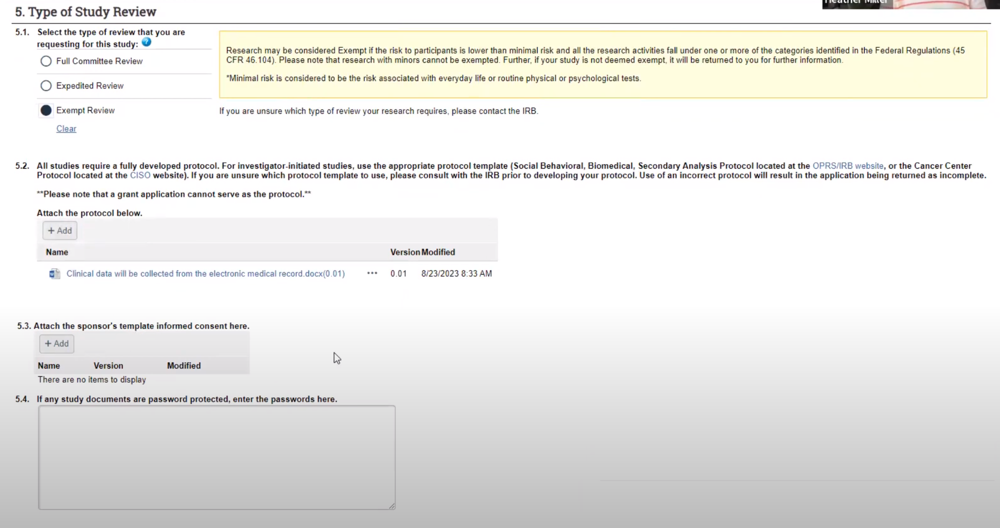 Heather Miller
5. Type of Study Review
5.1. Select the type of review that you are
requesting for this study: ?
Full Committee Review
Expedited Review
Exempt Review
Clear
Research may be considered Exempt if the risk to participants is lower than minimal risk and all the research activities fall under one or more of the categories identified in the Federal Regulations (45
CFR 46.104). Please note that research with minors cannot be exempted. Further, if your study is not deemed exempt, it will be returned to you for further information.
*Minimal risk is considered to be the risk associated with everyday life or routine physical or psychological tests.
If you are unsure which type of review your research requires, please contact the IRB.
5.2. All studies require a fully developed protocol. For investigator-initiated studies, use the appropriate protocol template (Social Behavioral, Biomedical, Secondary Analysis Protocol located at the OPRS/IRB website, or the Cancer Center
Protocol located at the CISO website). If you are unsure which protocol template to use, please consult with the IRB prior to developing your protocol. Use of an incorrect protocol will result in the application being returned as incomplete.
**Please note that a grant application cannot serve as the protocol.**
Attach the protocol below.
+ Add
Name Version Modified
Clinical data will be collected from the electronic medical record.docx(0.01) ••• 0.01 8/23/2023 8:33 AM
5.3. Attach the sponsor's template informed consent here.
+ Add
Name Version Modified
There are no items to display
5.4. If any study documents are password protected, enter the passwords here.